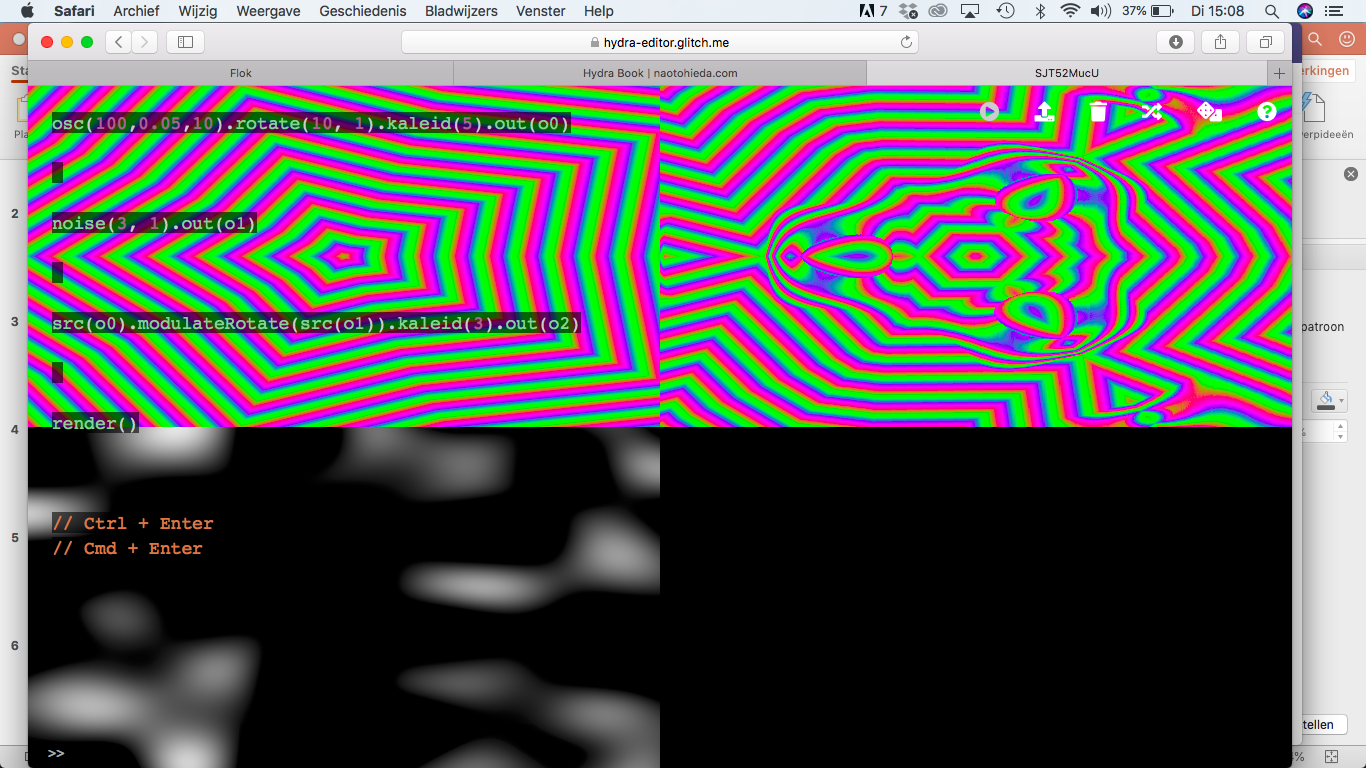 Safari Archief Wijzig Weergave Geschiedenis Bladwijzers Venster Help 7 37% Di 15:08
hydra-editor.glitch.me
Sta rkingen
Flok Hydra Book | naotohieda.com SJT52MucU +
osc(100,0.05,10).rotate(10, 1).kaleid(5).out(o0)
Pla erpideeën
2
noise(3, 1).out(o1)
3
src(o0).modulateRotate(src(o1)).kaleid(3).out(o2)
patroon
render()
4
%
// Ctrl + Enter
5
// Cmd + Enter
6
tellen
>>
%